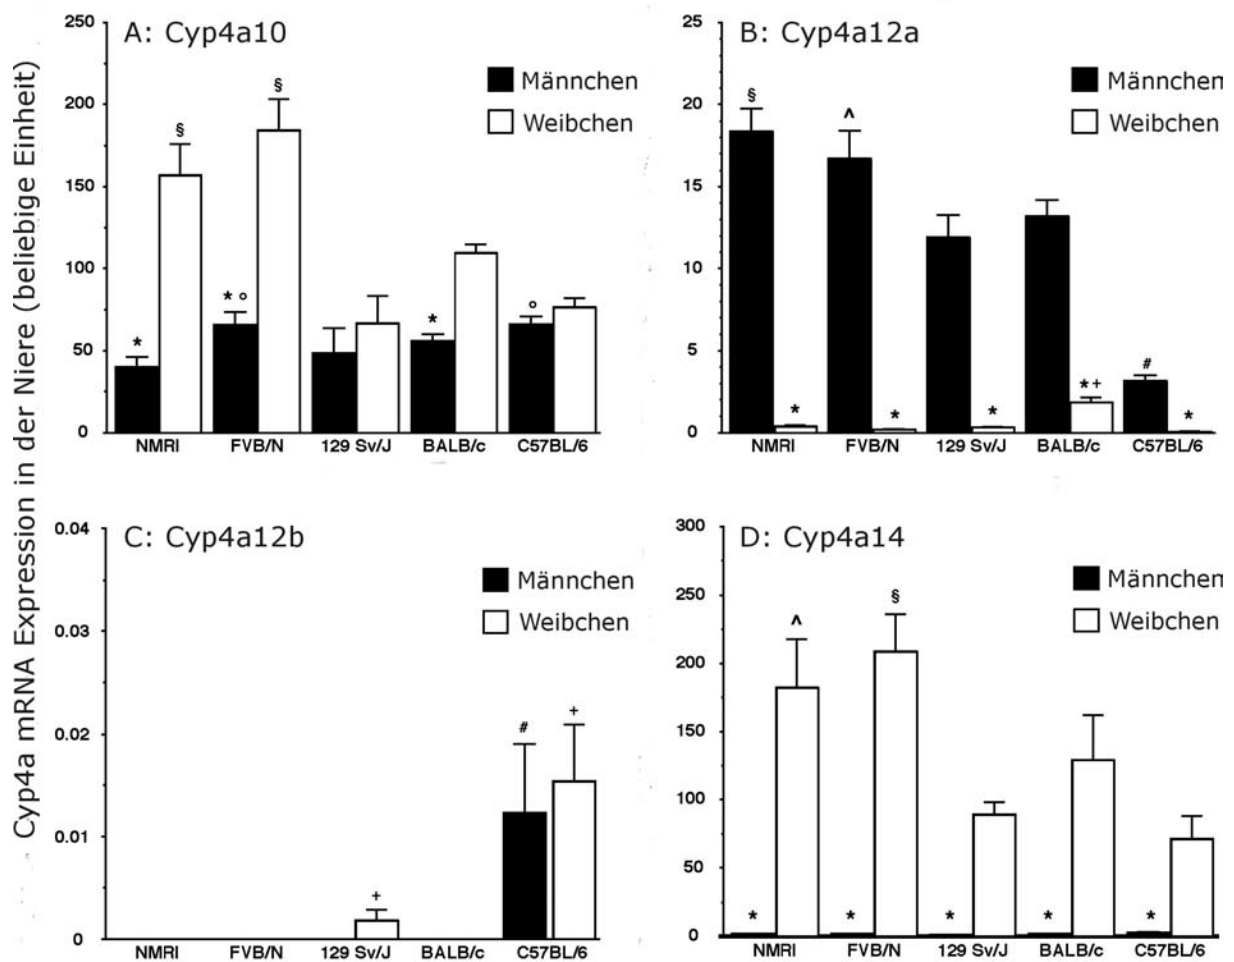 Cyp4a mRNA Expression in der Niere (beliebige Einheit)
A: Cyp4a10
Männchen
Weibchen
250
200
150
100
50
0
*
§
* °
§
*
°
NMRI FVB/N 129 Sv/J BALB/c C57BL/6
B: Cyp4a12a
Männchen
Weibchen
25
20
15
10
5
0
§
*
^
*
*
*+
#
*
NMRI FVB/N 129 Sv/J BALB/c C57BL/6
C: Cyp4a12b
Männchen
Weibchen
0.04
0.03
0.02
0.01
0
+
#
+
NMRI FVB/N 129 Sv/J BALB/c C57BL/6
D: Cyp4a14
Männchen
Weibchen
300
250
200
150
100
50
0
*
^
*
§
*
*
*
NMRI FVB/N 129 Sv/J BALB/c C57BL/6